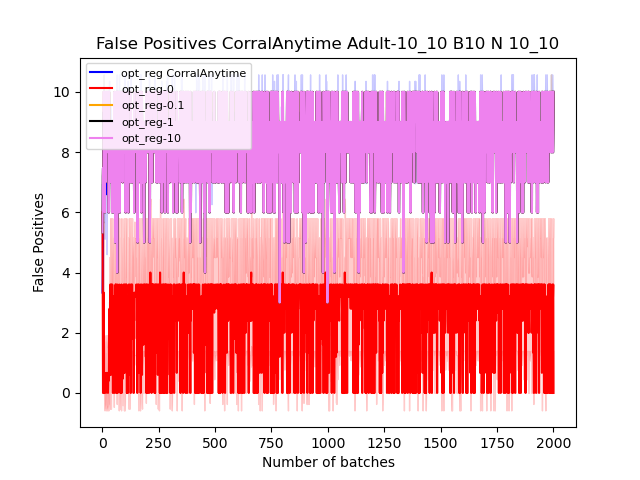 False Positives CorralAnytime Adult-10_10 B10 N 10_10
opt_reg CorralAnytime
opt_reg-0
opt_reg-0.1
opt_reg-1
opt_reg-10
False Positives
10
8
6
4
2
0
0 250 500 750 1000 1250 1500 1750 2000
Number of batches